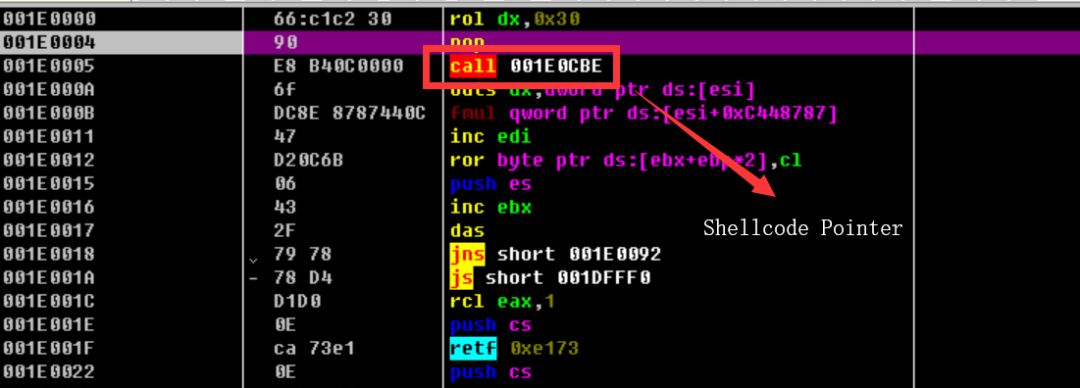 001E0000 66:c1c2 30 rol dx,0x30
001E0004 90 nop
001E0005 E8 B40C0000 call 001E0CBE
001E000A 6F outs dx,dword ptr ds:[esi]
001E000B DC8E 8787440C fmul qword ptr ds:[esi+0xC448787]
001E0011 47 inc edi
001E0012 D20C6B ror byte ptr ds:[ebx+ebp*2],cl
001E0015 06 push es
001E0016 43 inc ebx
001E0017 2F das
001E0018 79 78 jns short 001E0092
001E001A 78 D4 js short 001DFFF0
001E001C D1D0 rcl eax,1
001E001E 0E push cs
001E001F ca 73e1 retf 0xe173
001E0022 0E push cs
Shellcode Pointer